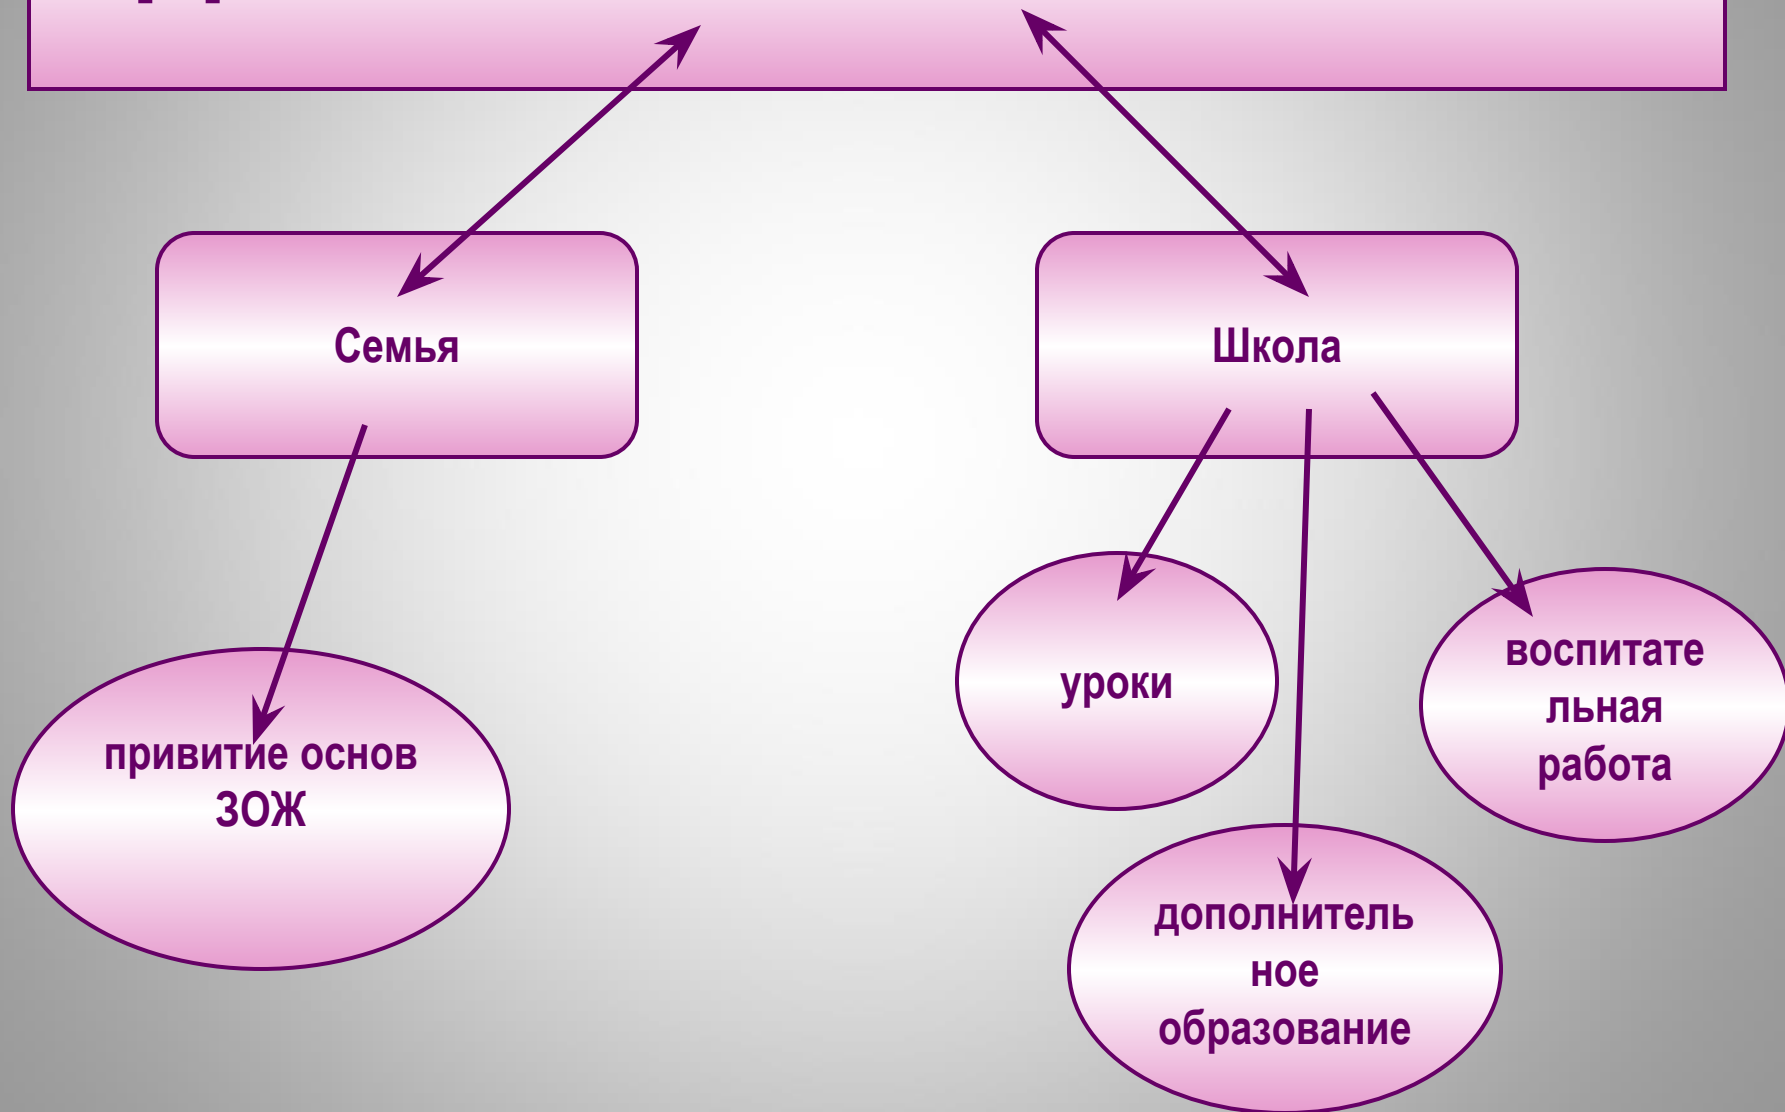 Семья
Школа
привитие основ
ЗОЖ
уроки
воспитате
льная
работа
дополнитель
ное
образование